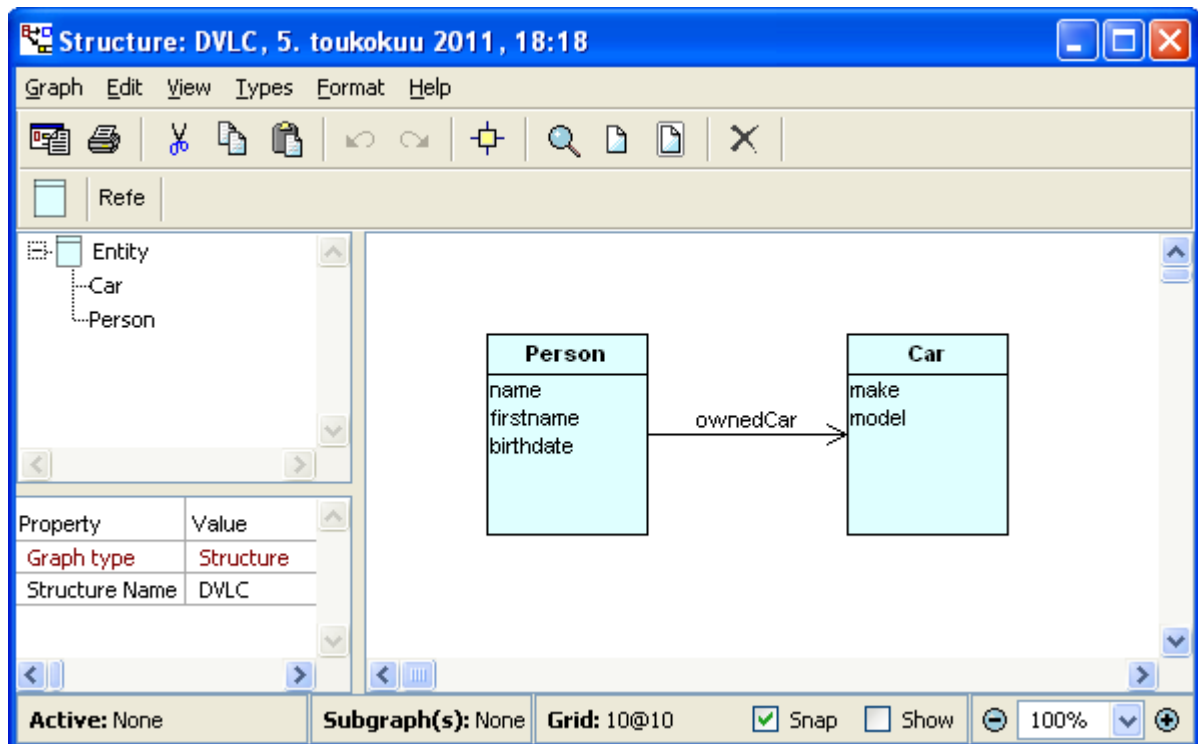 Structure: DVLC, 5. toukokuu 2011, 18:18
Graph Edit View Types Format Help
Refe
Entity
Car
Person
Person
name
firstname
birthdate
ownedCar
Car
make
model
Property Value
Graph type Structure
Structure Name DVLC
Active: None Subgraph(s): None Grid: 10@10 Snap Show 100%